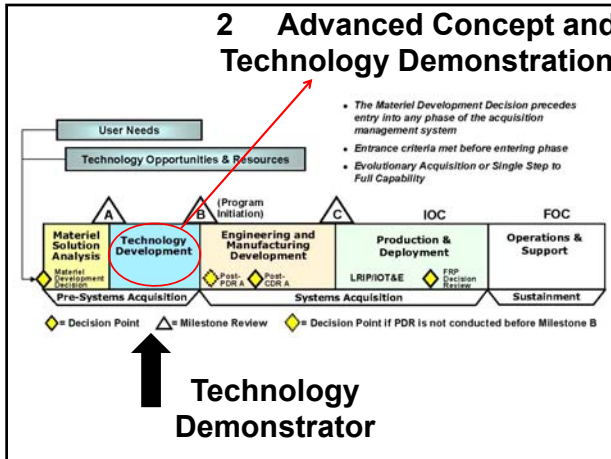 2 Advanced Concept and
Technology Demonstration
• The Materiel Development Decision precedes
entry into any phase of the acquisition
management system
• Entrance criteria met before entering phase
• Evolutionary Acquisition or Single Step to
Full Capability
User Needs
Technology Opportunities & Resources
A
B
(Program
Initiation)
C
IOC
FOC
Materiel
Solution
Analysis
Technology
Development
Engineering and
Manufacturing
Development
Production &
Deployment
Operations &
Support
Materiel
Development
Decision
Post-
PDR A
Post-
CDR A
LRIP/IOT&E
FRP
Decision
Review
Pre-Systems Acquisition
Systems Acquisition
Sustainment
= Decision Point
= Milestone Review
= Decision Point if PDR is not conducted before Milestone B
Technology
Demonstrator